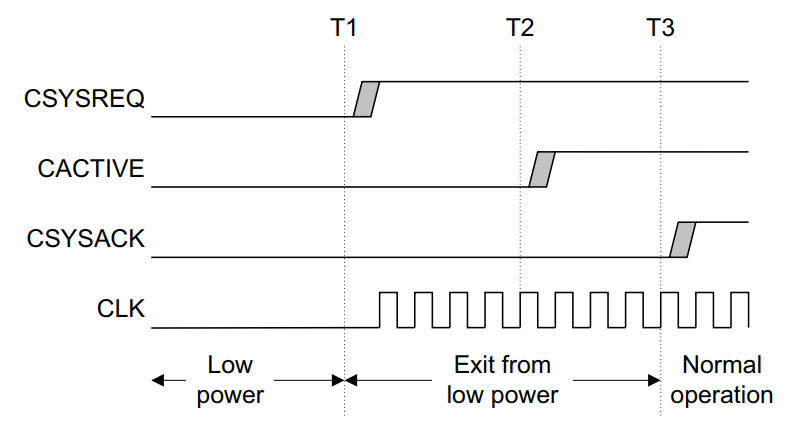 T1 T2 T3
CSYSREQ
CACTIVE
CSYSACK
CLK
Low Exit from Normal
power low power operation